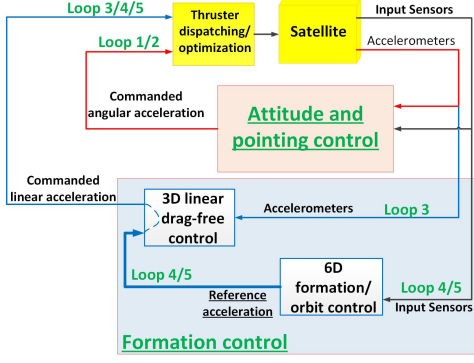 Loop 3/4/5
Thruster
dispatching/
optimization
Satellite
Input Sensors
Accelerometers
Loop 1/2
Commanded
angular acceleration
Attitude and
pointing control
Commanded
linear acceleration
3D linear
drag-free
control
Accelerometers
Loop 3
Loop 4/5
Reference
acceleration
6D
formation/
orbit control
Loop 4/5
Input Sensors
Formation control